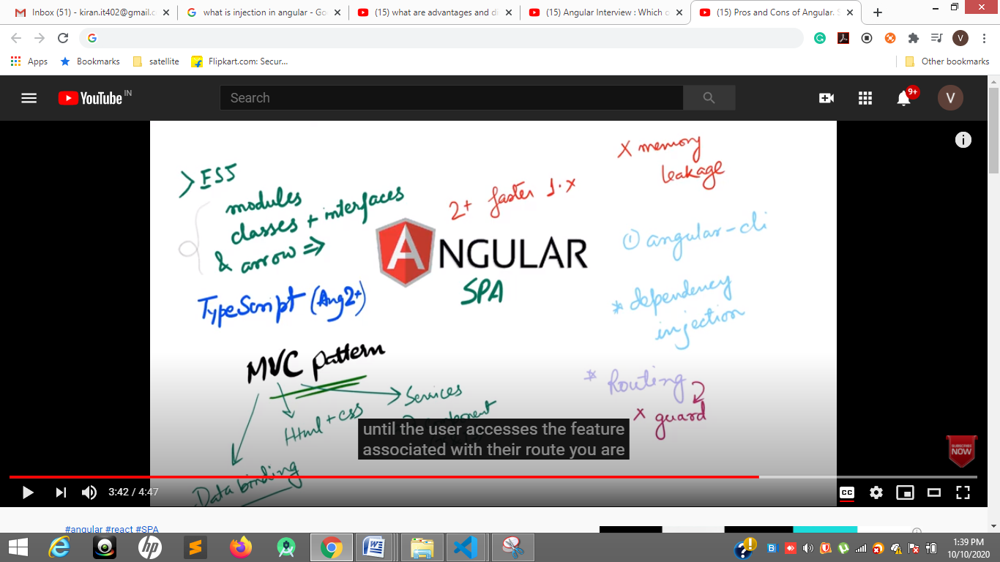 Inbox (51) - kiran.it402@gmail.c
what is injection in angular - Go
(15) what are advantages and di
(15) Angular Interview : Which o
(15) Pros and Cons of Angular. S
V
Apps
Bookmarks
satellite
Flipkart.com: Secur...
Other bookmarks
YouTube IN
Search
9+
V
> ES5
modules
classes + interfaces
& arrow ⇒
TypeScript (Ang2+)
MVC pattern
Html + css
Services
Data binding
2+ faster 1.x
ANGULAR
SPA
x memory
leakage
① angular-cli
* dependency
injection
* Routing
x guard
until the user accesses the feature
associated with their route you are
SUBSCRIBE
NOW
3:42 / 4:47
CC
#angular #react #SPA
1:39 PM
10/10/2020